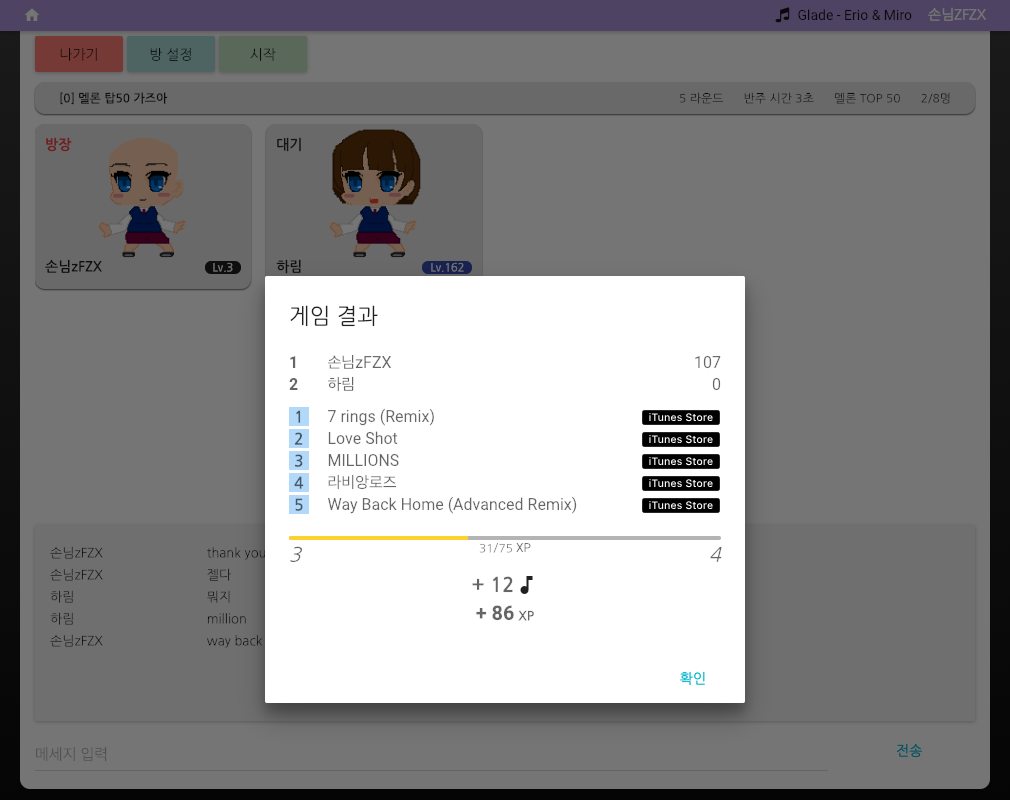 Glade - Erio & Miro 손님ZFZX
나가기 방 설정 시작
[0] 멜론 탑50 가즈아 5 라운드 반주 시간 3초 멜론 TOP 50 2/8명
방장 대기
손님zFZX Lv.3 하림 Lv.162
게임 결과
1 손님zFZX 107
2 하림 0
1 7 rings (Remix) iTunes Store
2 Love Shot iTunes Store
3 MILLIONS iTunes Store
4 라비앙로즈 iTunes Store
5 Way Back Home (Advanced Remix) iTunes Store
3 31/75 XP 4
+ 12
+ 86 XP
확인
손님zFZX thank you
손님zFZX 젤다
하림 뭐지
하림 million
손님zFZX way back
메세지 입력 전송